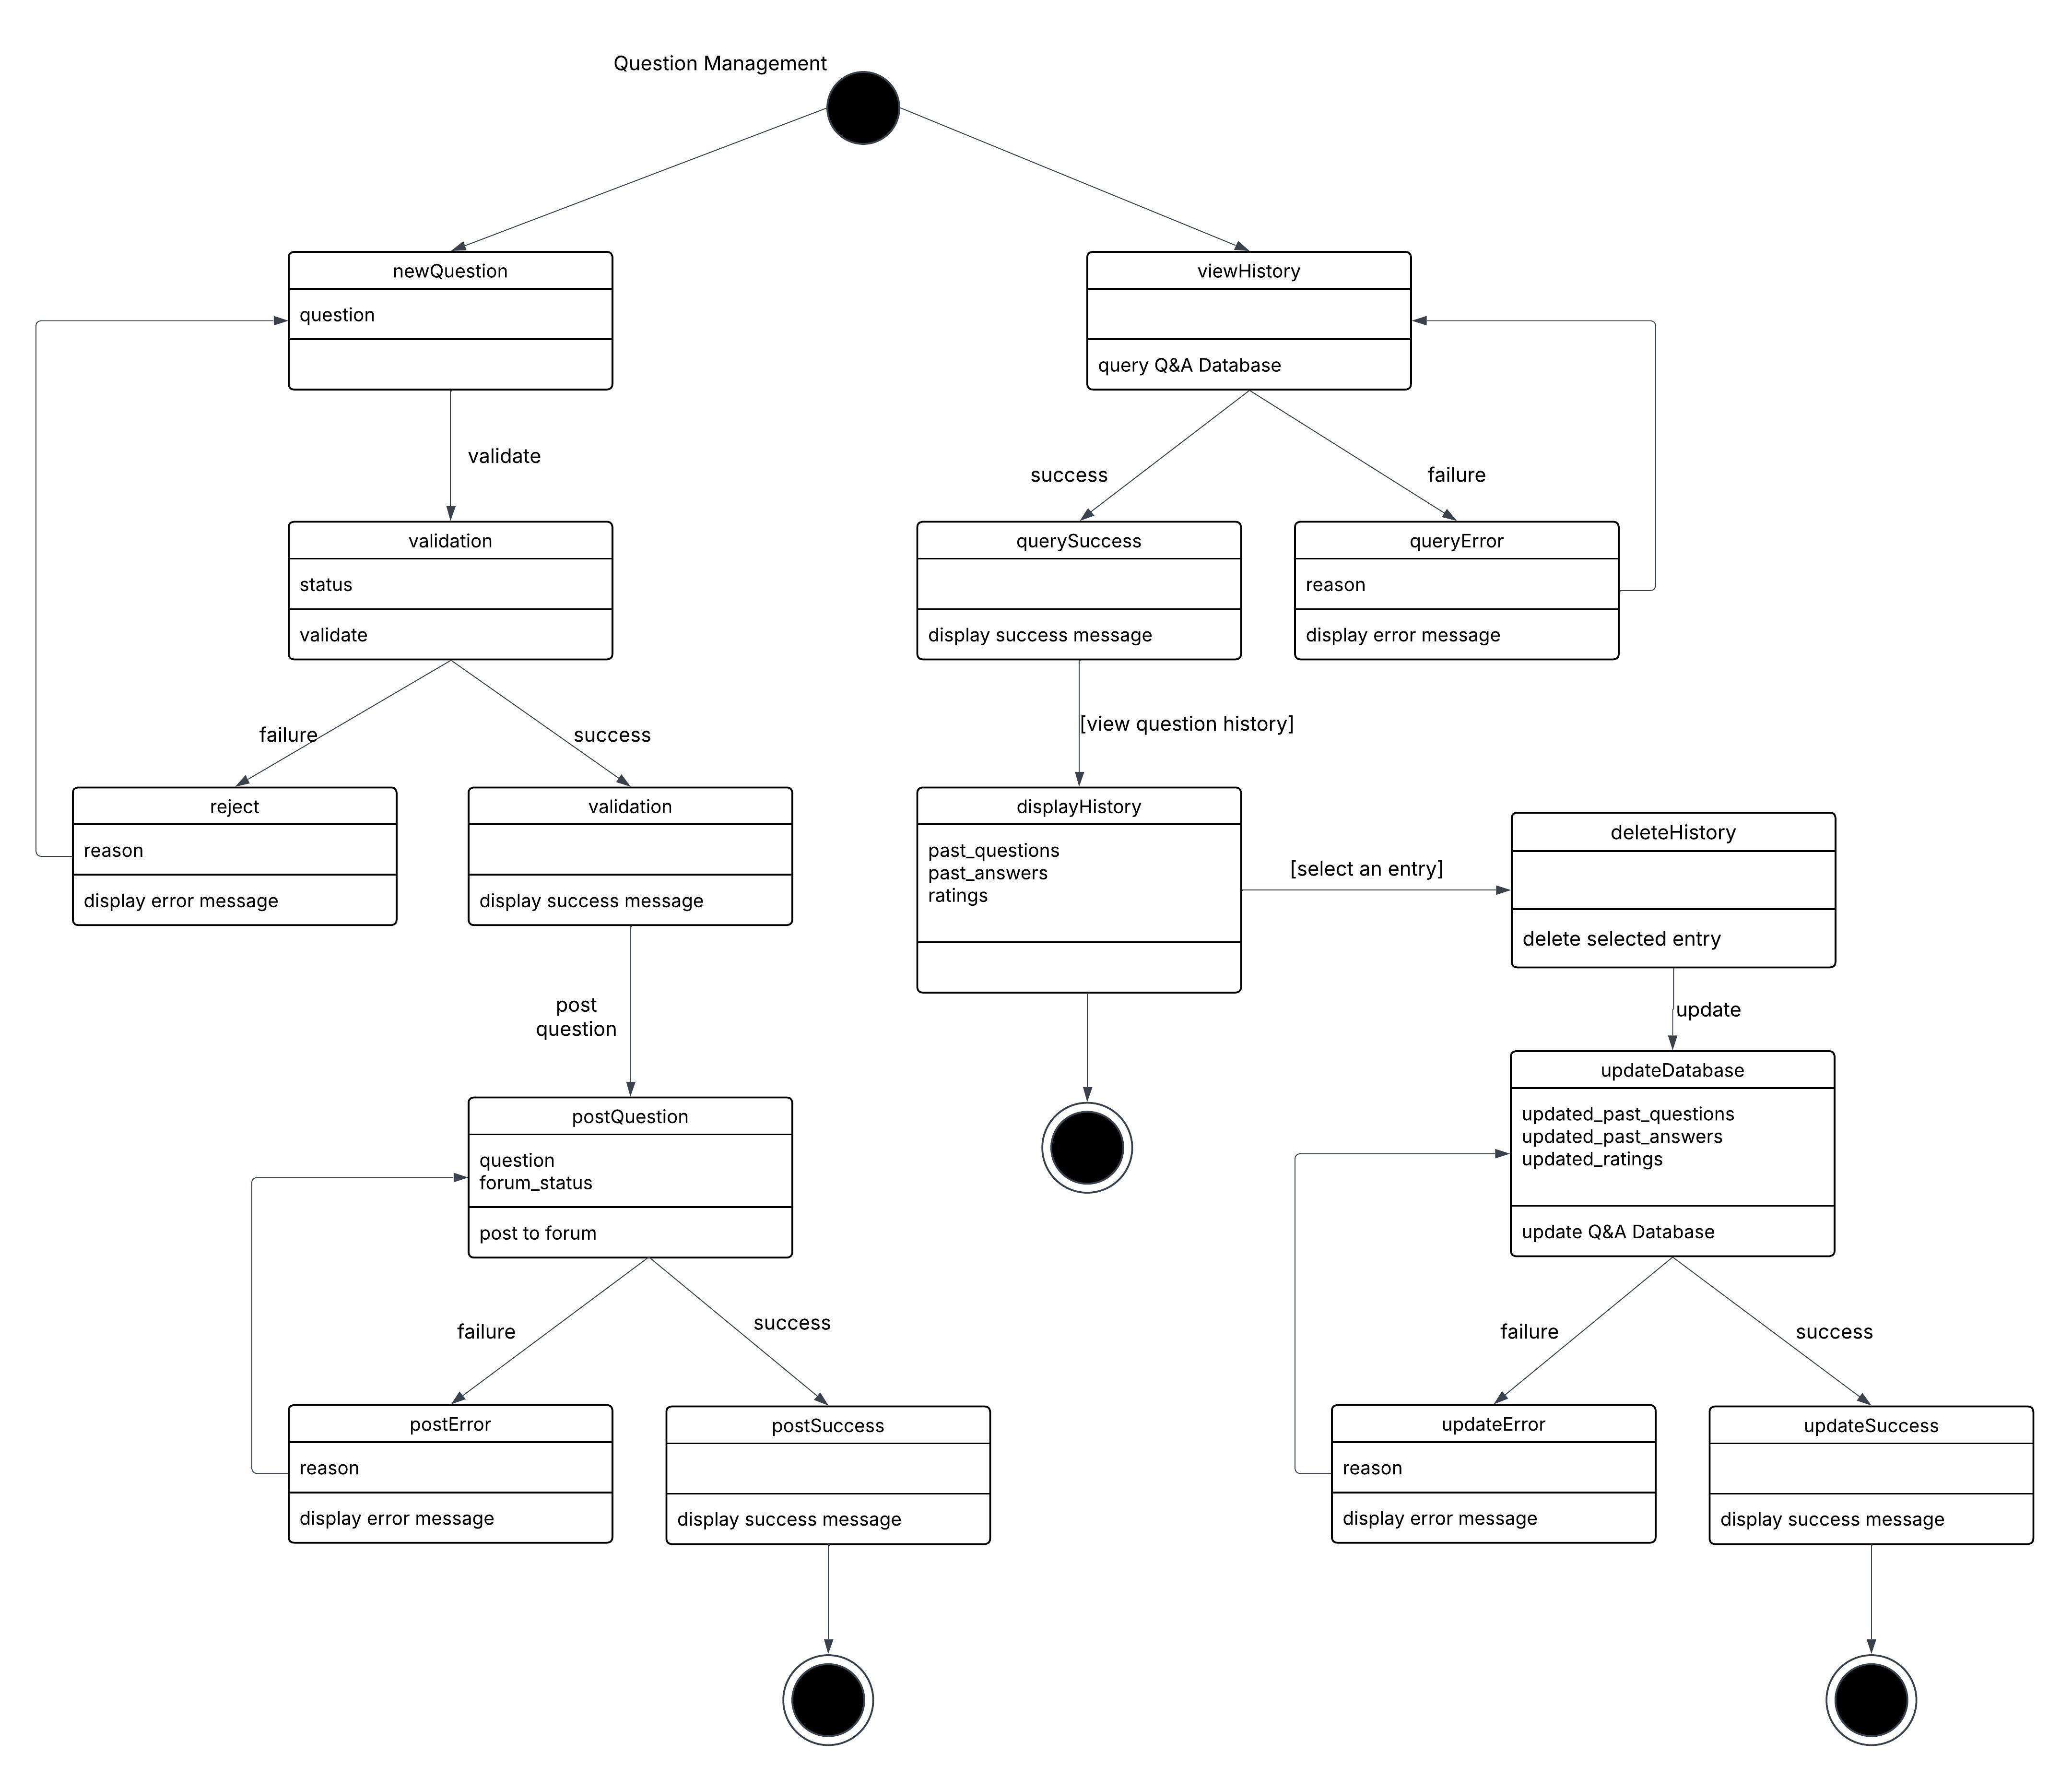 Question Management
newQuestion
question
validate
validation
status
validate
failure
success
reject
reason
display error message
validation
display success message
post
question
postQuestion
question
forum_status
post to forum
failure
success
postError
reason
display error message
postSuccess
display success message
viewHistory
query Q&A Database
success
failure
querySuccess
display success message
queryError
reason
display error message
[view question history]
displayHistory
past_questions
past_answers
ratings
[select an entry]
deleteHistory
delete selected entry
update
updateDatabase
updated_past_questions
updated_past_answers
updated_ratings
update Q&A Database
failure
success
updateError
reason
display error message
updateSuccess
display success message